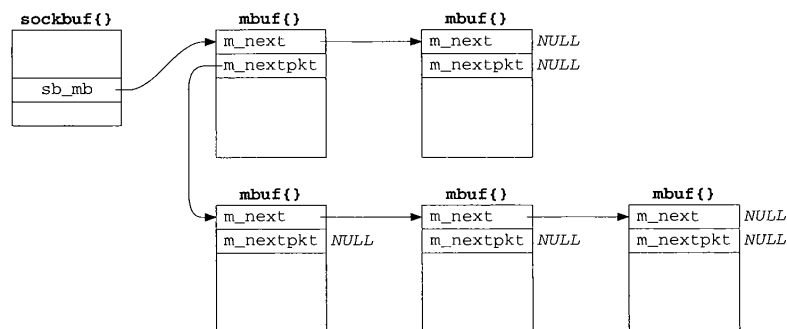 sockbuf{} mbuf{} mbuf{}
m_next m_next NULL
m_nextpkt m_nextpkt NULL
sb_mb
mbuf{} mbuf{} mbuf{}
m_next m_next m_next NULL
m_nextpkt NULL m_nextpkt NULL m_nextpkt NULL